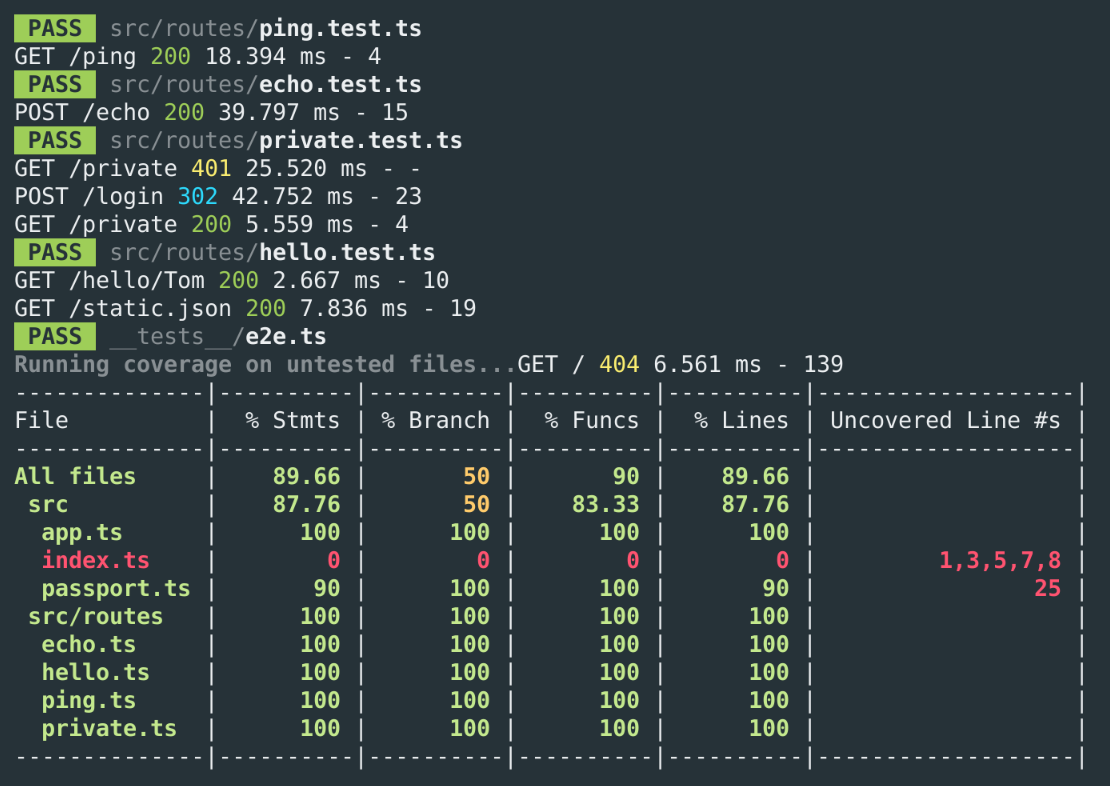 PASS src/routes/ping.test.ts
GET /ping 200 18.394 ms - 4
PASS src/routes/echo.test.ts
POST /echo 200 39.797 ms - 15
PASS src/routes/private.test.ts
GET /private 401 25.520 ms - -
POST /login 302 42.752 ms - 23
GET /private 200 5.559 ms - 4
PASS src/routes/hello.test.ts
GET /hello/Tom 200 2.667 ms - 10
GET /static.json 200 7.836 ms - 19
PASS __tests__/e2e.ts
Running coverage on untested files...GET / 404 6.561 ms - 139
--------------|----------|----------|----------|----------|-------------------|
File          |  % Stmts | % Branch |  % Funcs |  % Lines | Uncovered Line #s |
--------------|----------|----------|----------|----------|-------------------|
All files     |    89.66 |       50 |       90 |    89.66 |                   |
 src          |    87.76 |       50 |    83.33 |    87.76 |                   |
  app.ts      |      100 |      100 |      100 |      100 |                   |
  index.ts    |        0 |        0 |        0 |        0 |         1,3,5,7,8 |
  passport.ts |       90 |      100 |      100 |       90 |                25 |
 src/routes   |      100 |      100 |      100 |      100 |                   |
  echo.ts     |      100 |      100 |      100 |      100 |                   |
  hello.ts    |      100 |      100 |      100 |      100 |                   |
  ping.ts     |      100 |      100 |      100 |      100 |                   |
  private.ts  |      100 |      100 |      100 |      100 |                   |
--------------|----------|----------|----------|----------|-------------------|